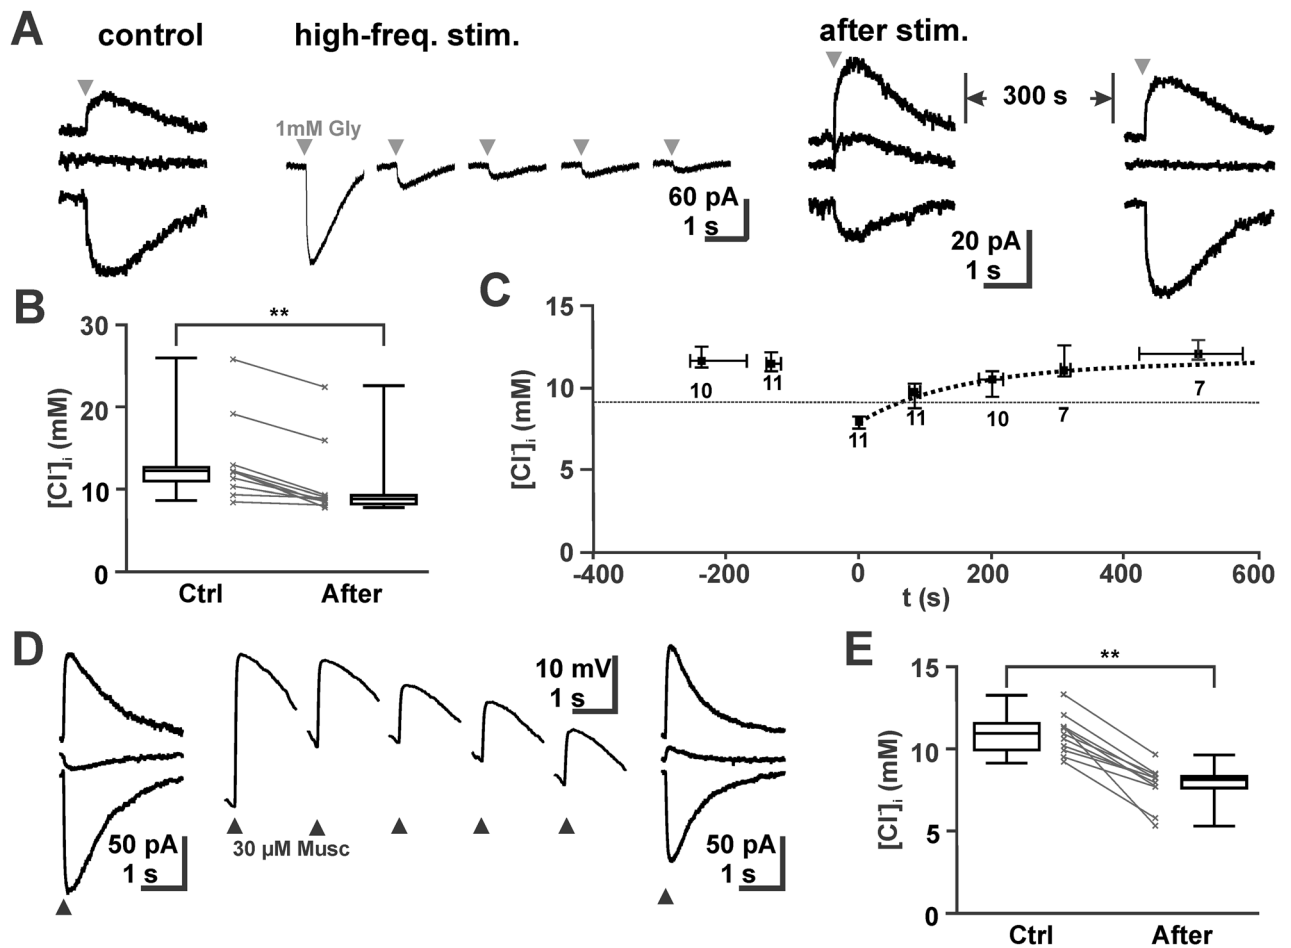 A
control
high-freq. stim.
after stim.
1mM Gly
300 s
60 pA
1 s
20 pA
1 s
B
**
30
20
10
0
[Cl-]i (mM)
Ctrl
After
C
15
10
5
0
[Cl-]i (mM)
10
11
11
11
10
7
7
-400
-200
0
200
400
600
t (s)
D
10 mV
1 s
50 pA
1 s
30 µM Musc
50 pA
1 s
E
**
15
10
5
0
[Cl-]i (mM)
Ctrl
After